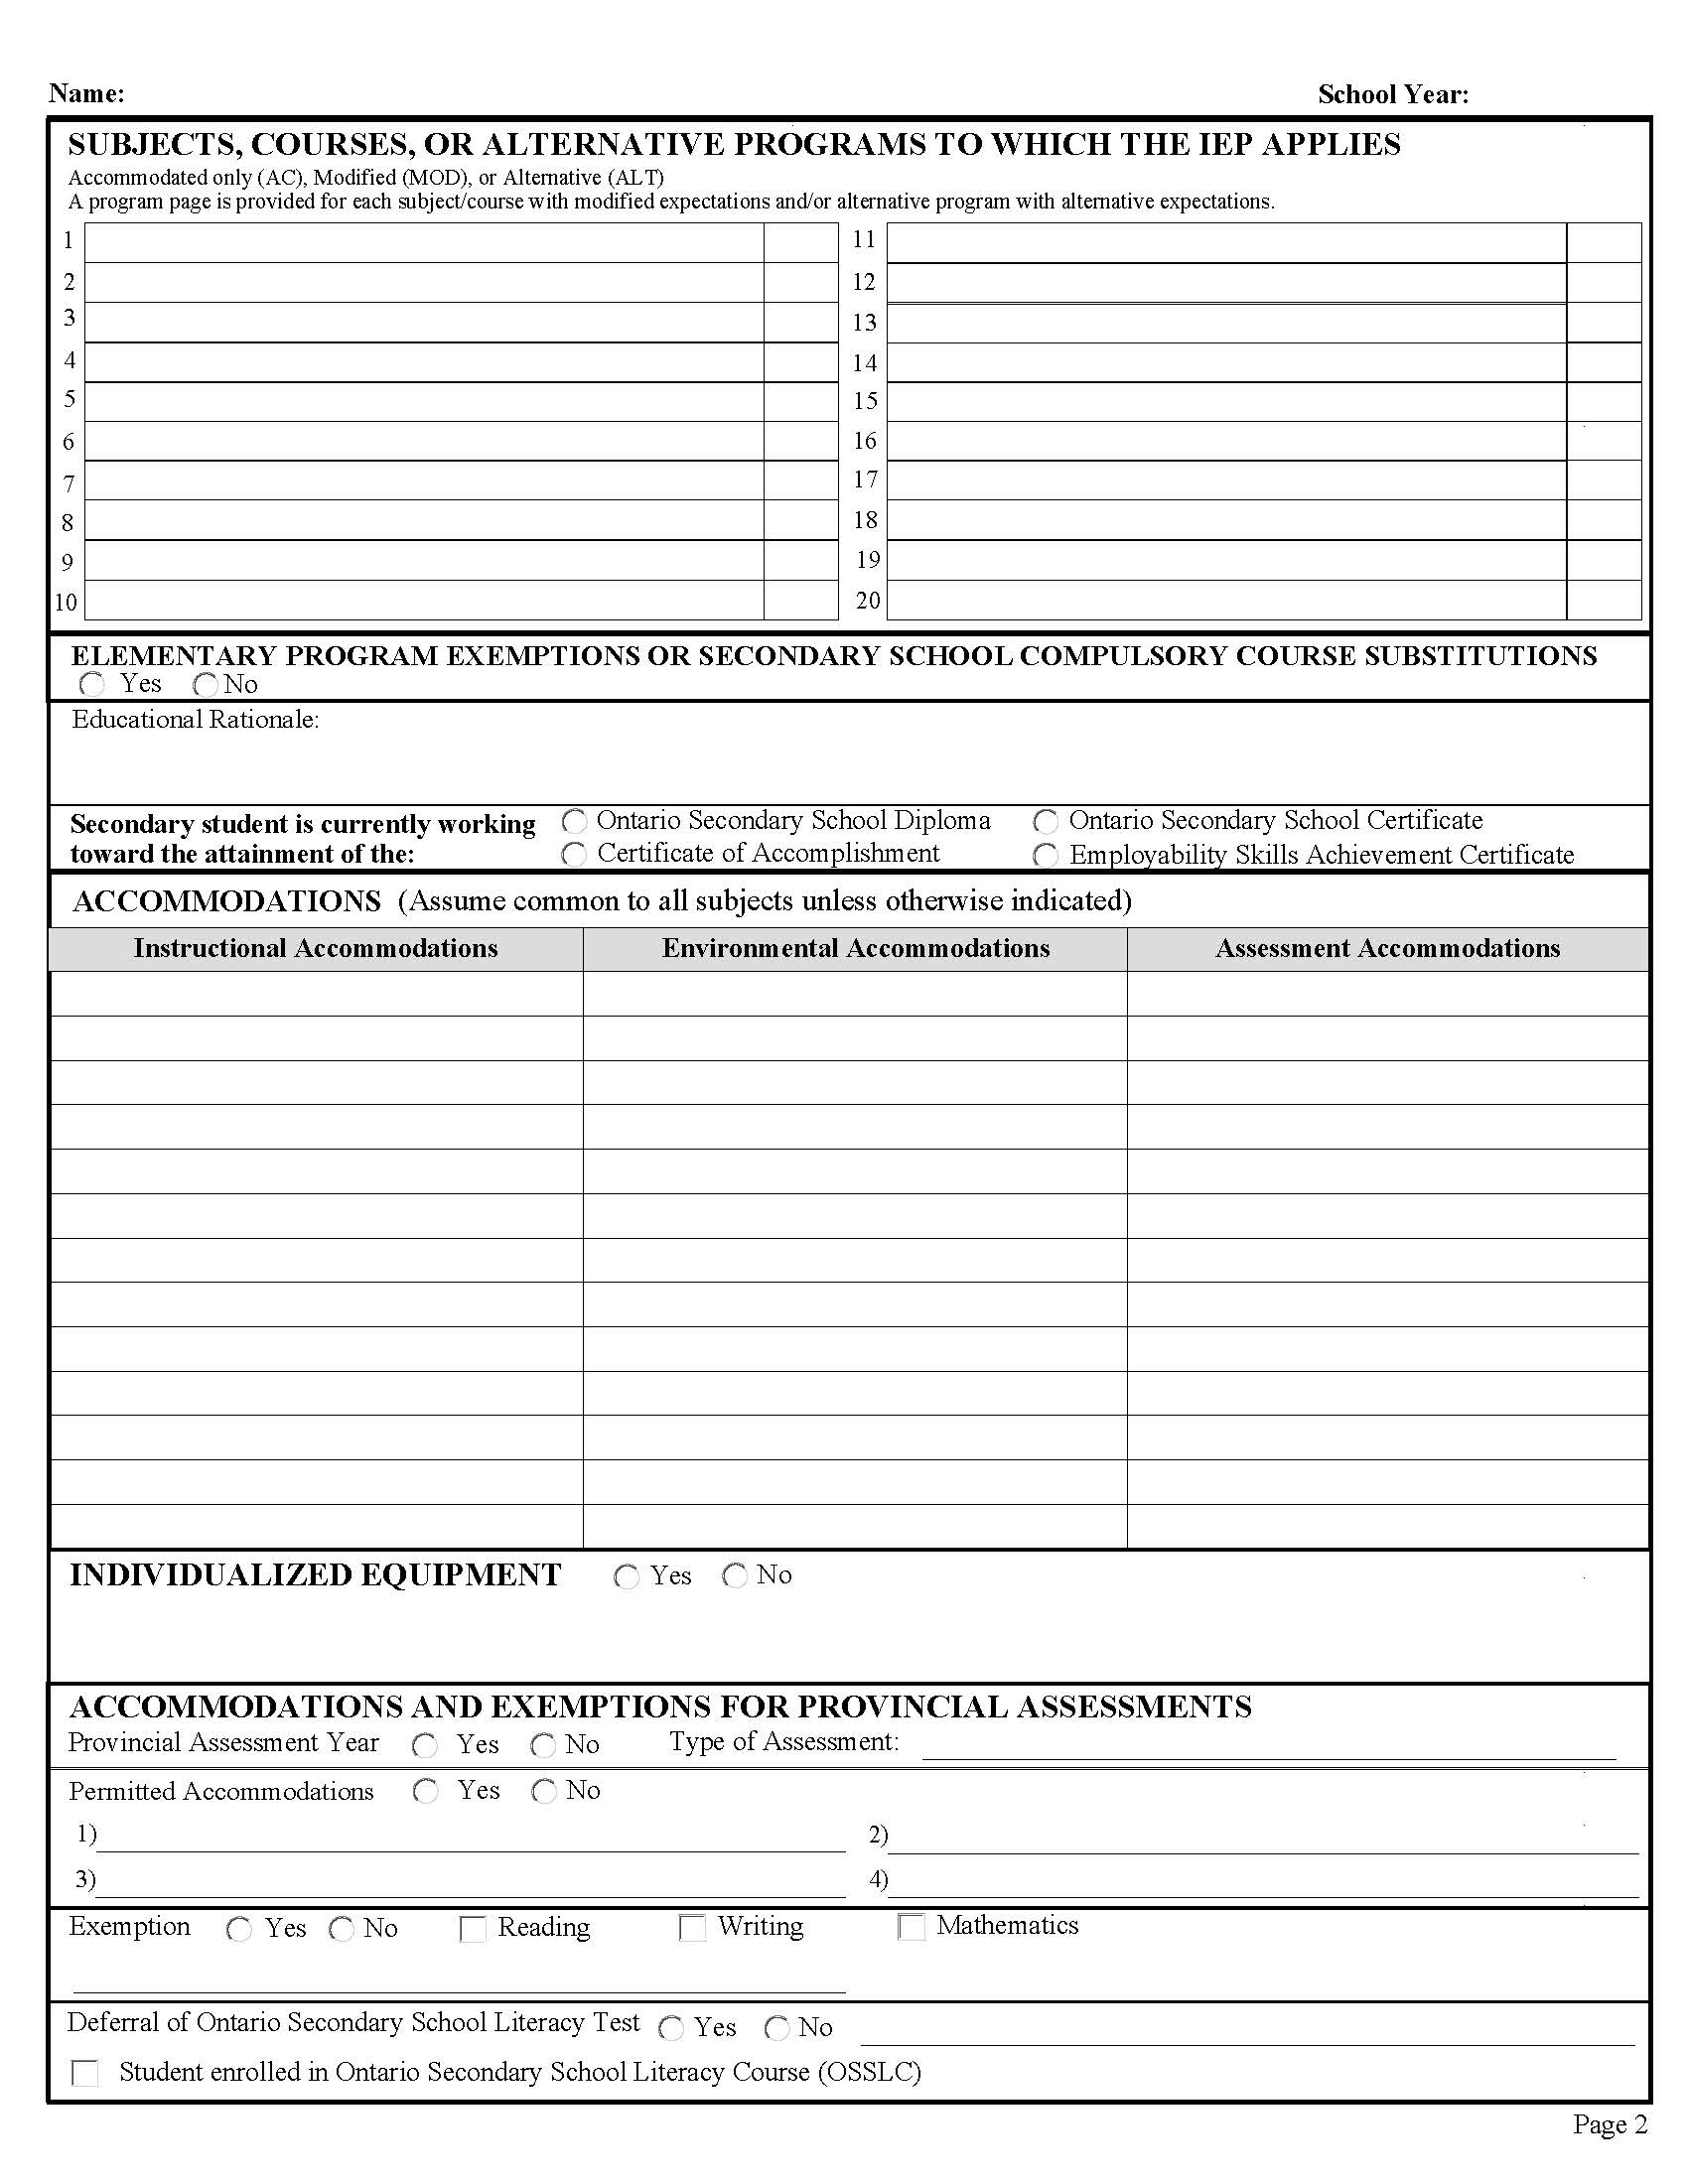 Name: School Year:
SUBJECTS, COURSES, OR ALTERNATIVE PROGRAMS TO WHICH THE IEP APPLIES
Accommodated only (AC), Modified (MOD), or Alternative (ALT)
A program page is provided for each subject/course with modified expectations and/or alternative program with alternative expectations.
1 11
2 12
3 13
4 14
5 15
6 16
7 17
8 18
9 19
10 20
ELEMENTARY PROGRAM EXEMPTIONS OR SECONDARY SCHOOL COMPULSORY COURSE SUBSTITUTIONS
Yes No
Educational Rationale:
Secondary student is currently working Ontario Secondary School Diploma Ontario Secondary School Certificate
toward the attainment of the: Certificate of Accomplishment Employability Skills Achievement Certificate
ACCOMMODATIONS (Assume common to all subjects unless otherwise indicated)
Instructional Accommodations Environmental Accommodations Assessment Accommodations
INDIVIDUALIZED EQUIPMENT Yes No
ACCOMMODATIONS AND EXEMPTIONS FOR PROVINCIAL ASSESSMENTS
Provincial Assessment Year Yes No Type of Assessment:
Permitted Accommodations Yes No
1) 2)
3) 4)
Exemption Yes No Reading Writing Mathematics
Deferral of Ontario Secondary School Literacy Test Yes No
Student enrolled in Ontario Secondary School Literacy Course (OSSLC)
Page 2